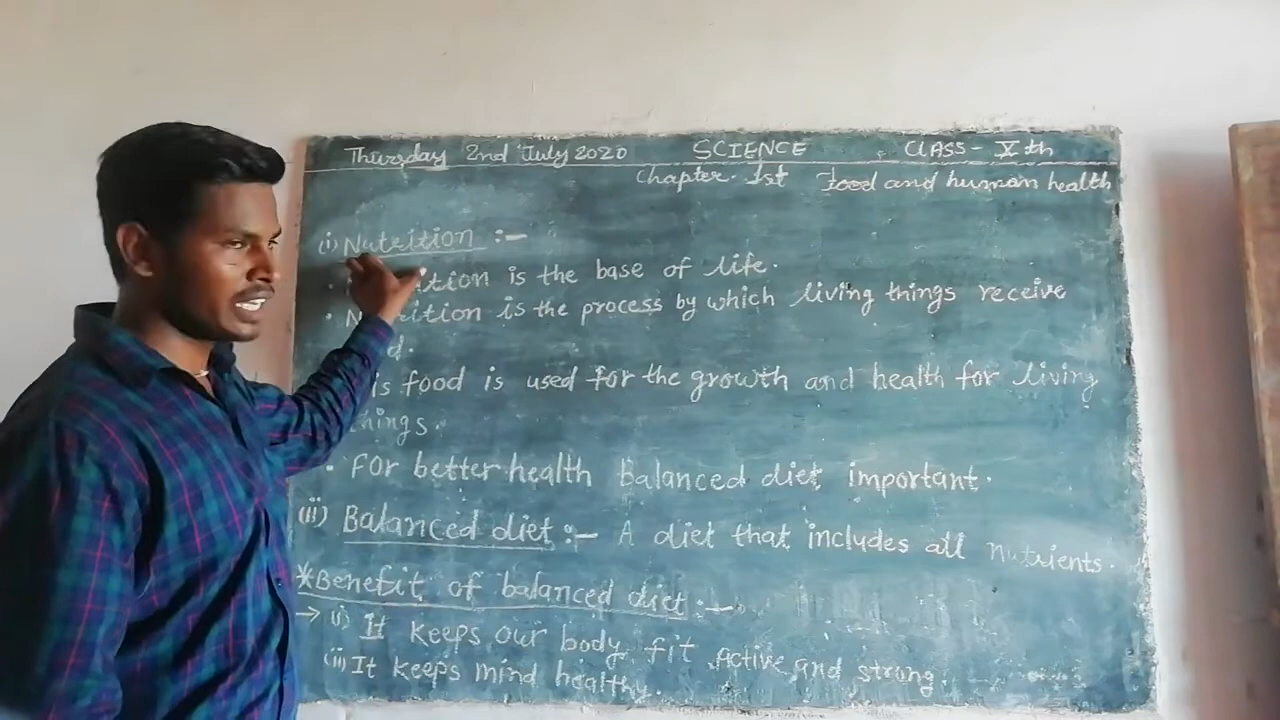 Thursday 2nd July 2020 SCIENCE CLASS - Xth
Chapter. 1st Food and human health
(i) Nutrition :-
ition is the base of life.
• Nutrition is the process by which living things receive
d.
is food is used for the growth and health for living
things.
• For better health Balanced diet important.
(ii) Balanced diet :- A diet that includes all nutrients.
*Benefit of balanced diet :-
→ (i) It keeps our body fit, active and strong.
(ii) It keeps mind healthy.